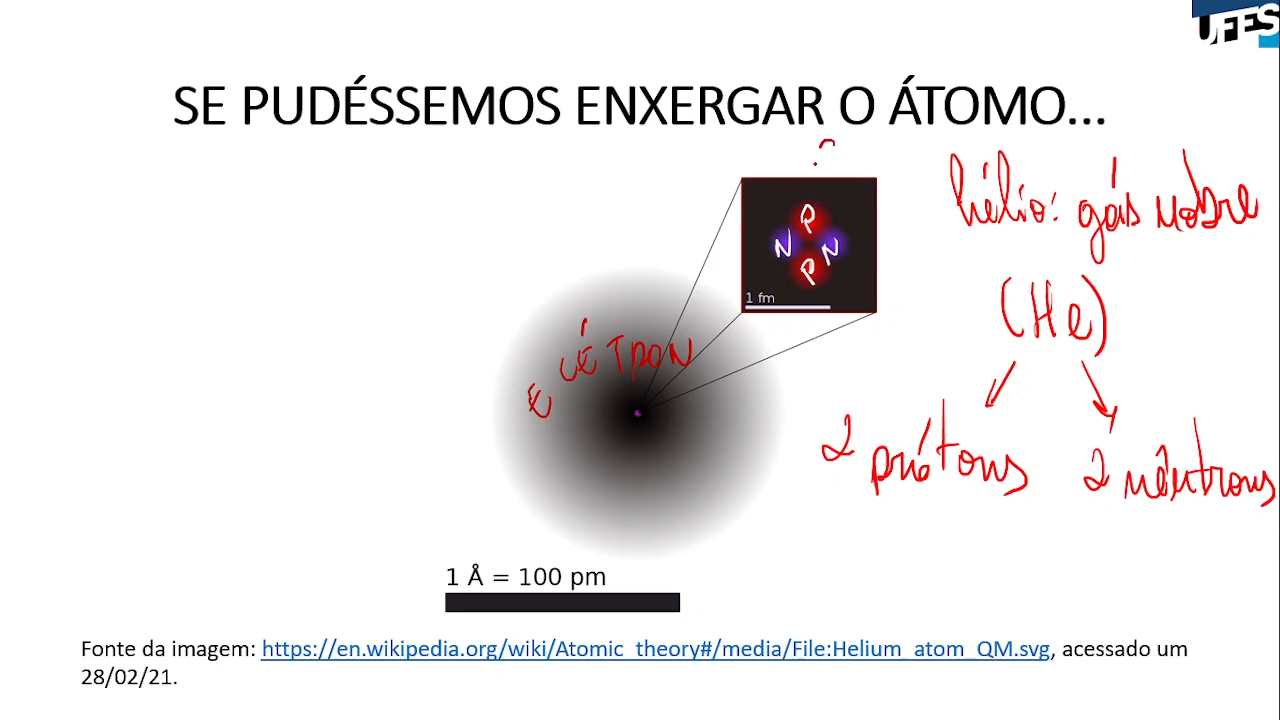 UFES
SE PUDÉSSEMOS ENXERGAR O ÁTOMO...
?
hélio: gás nobre
P
N N
P
1 fm
(He)
ELÉTRON
2 prótons 2 nêutrons
1 Å = 100 pm
Fonte da imagem: https://en.wikipedia.org/wiki/Atomic_theory#/media/File:Helium_atom_QM.svg, acessado um
28/02/21.